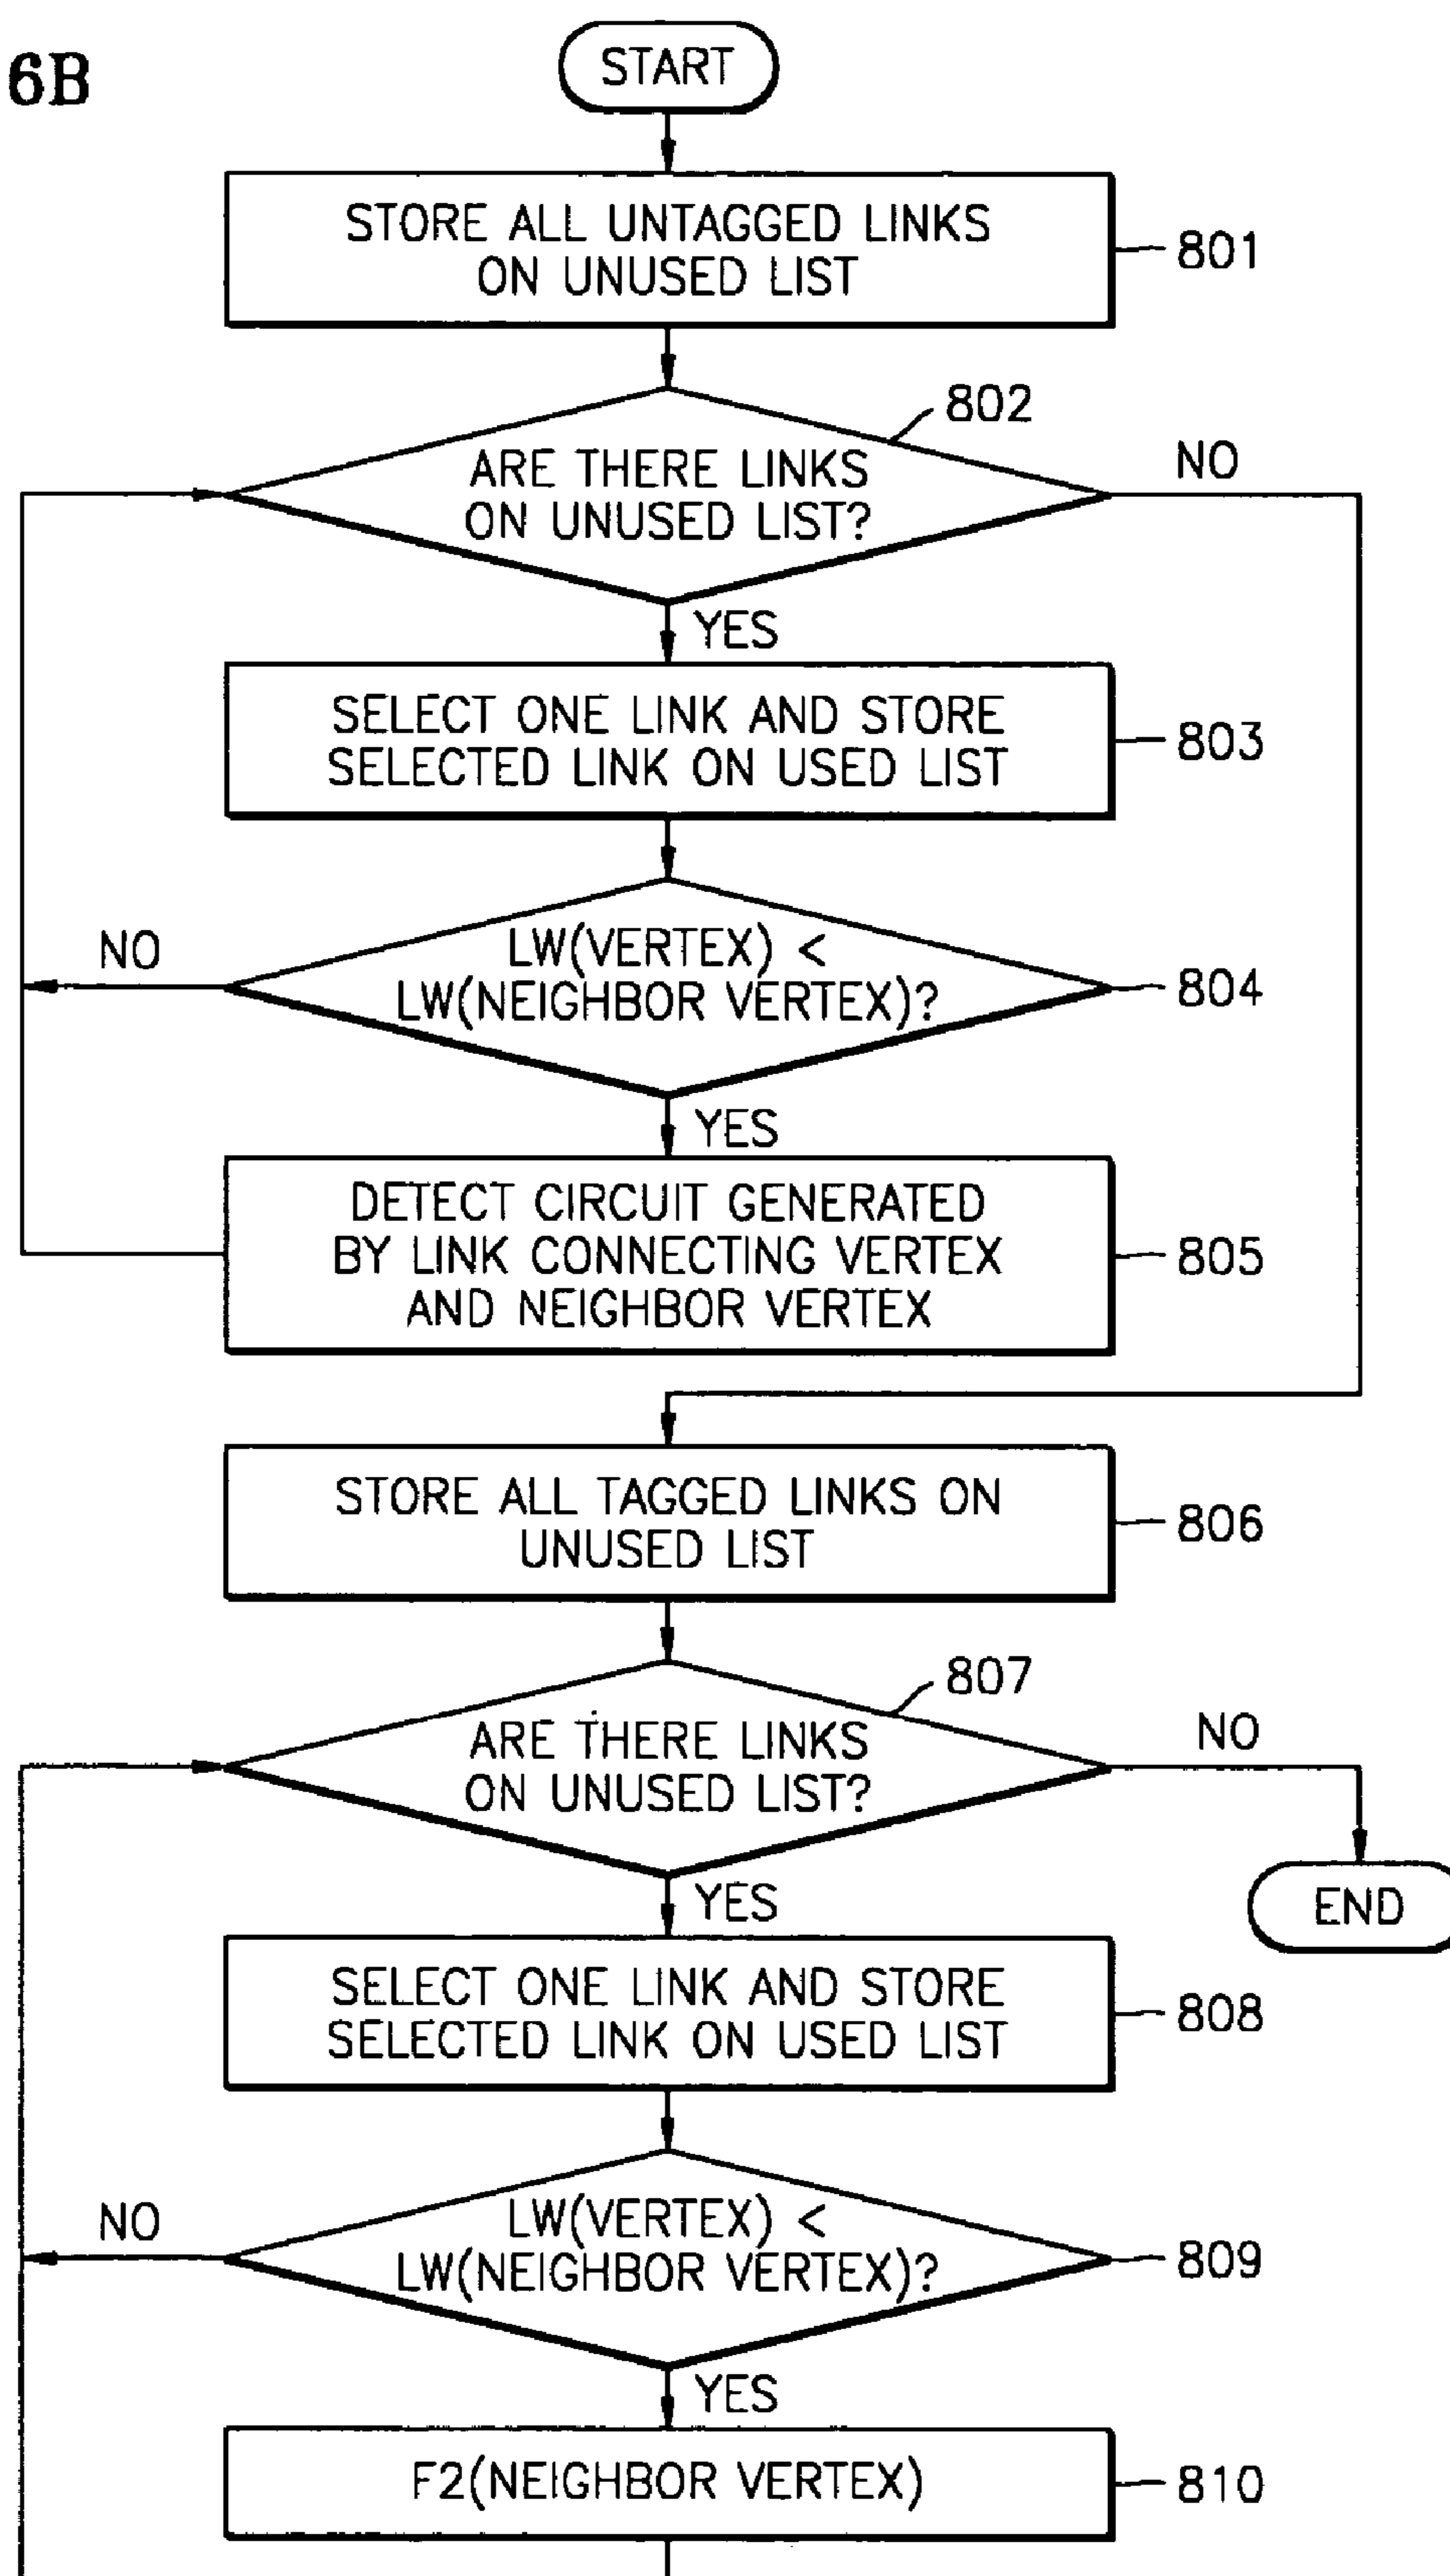 6B
START
STORE ALL UNTAGGED LINKS
ON UNUSED LIST
801
802
ARE THERE LINKS
ON UNUSED LIST?
NO
YES
SELECT ONE LINK AND STORE
SELECTED LINK ON USED LIST
803
LW(VERTEX) <
LW(NEIGHBOR VERTEX)?
NO
804
YES
DETECT CIRCUIT GENERATED
BY LINK CONNECTING VERTEX
AND NEIGHBOR VERTEX
805
STORE ALL TAGGED LINKS ON
UNUSED LIST
806
807
ARE THERE LINKS
ON UNUSED LIST?
NO
END
YES
SELECT ONE LINK AND STORE
SELECTED LINK ON USED LIST
808
LW(VERTEX) <
LW(NEIGHBOR VERTEX)?
NO
809
YES
F2(NEIGHBOR VERTEX)
810